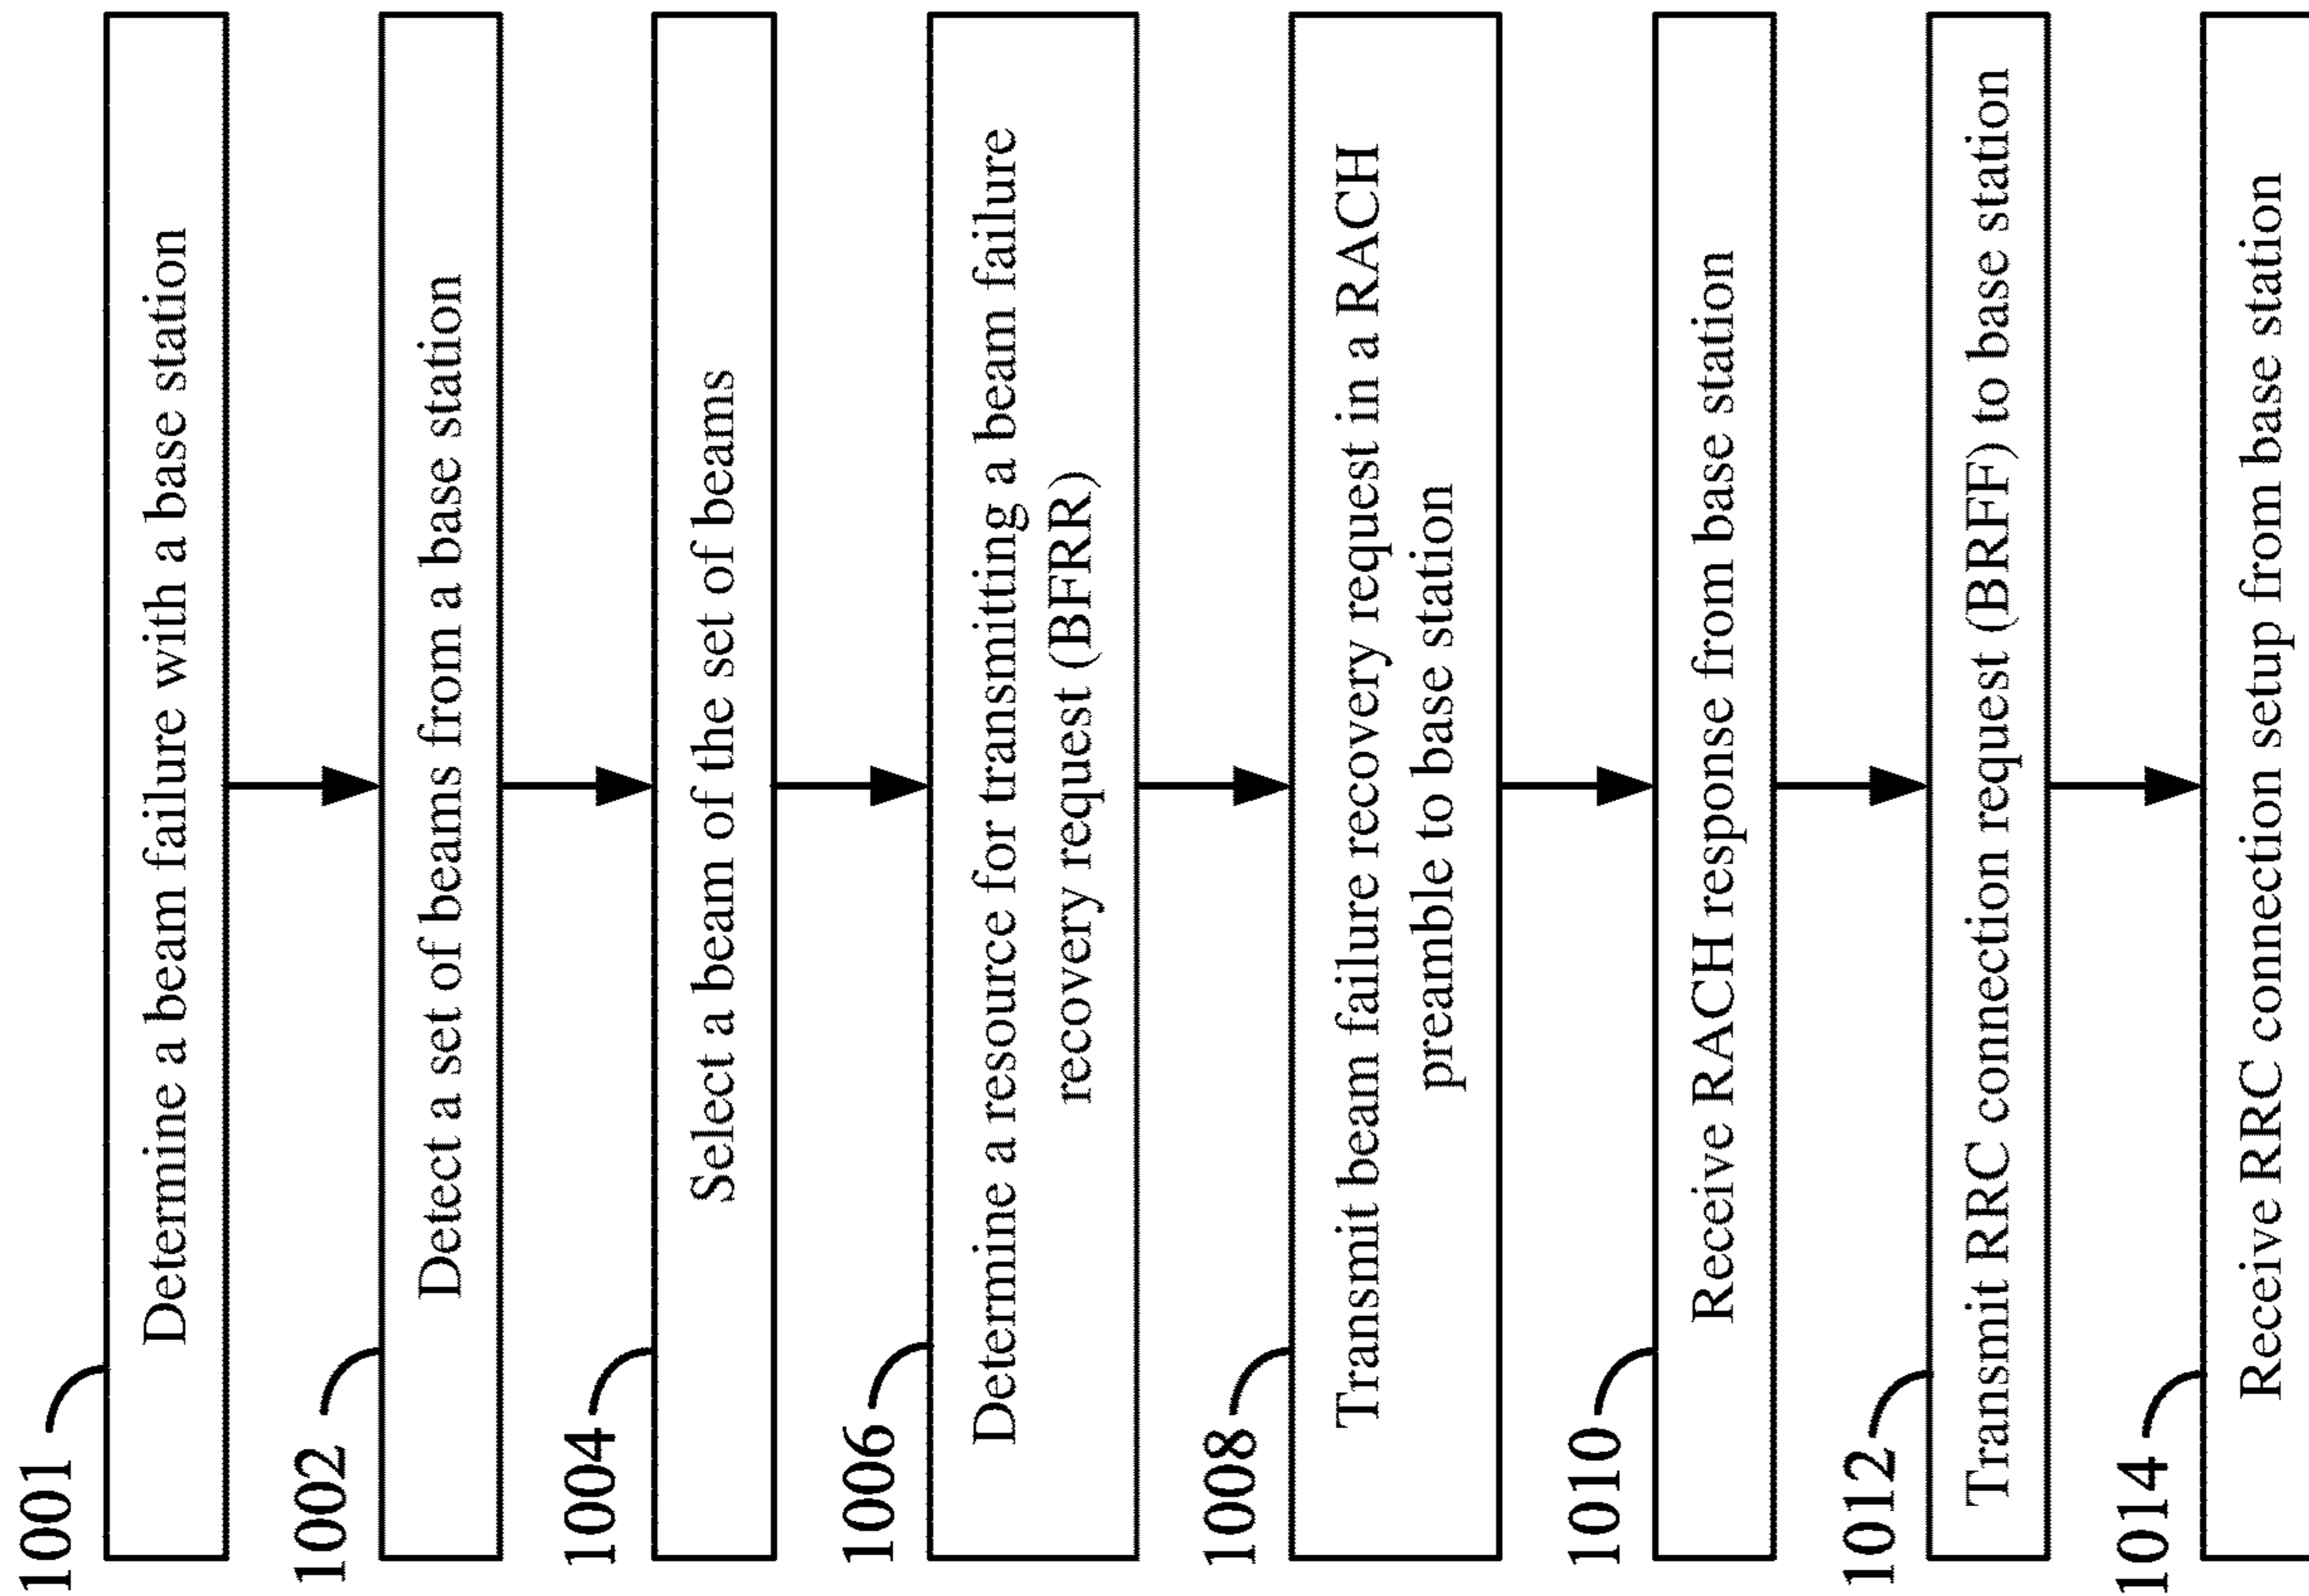 1001
Determine a beam failure with a base station
1002
Detect a set of beams from a base station
1004
Select a beam of the set of beams
1006
Determine a resource for transmitting a beam failure
recovery request (BFRR)
1008
Transmit beam failure recovery request in a RACH
preamble to base station
1010
Receive RACH response from base station
1012
Transmit RRC connection request (BRFF) to base station
1014
Receive RRC connection setup from base station